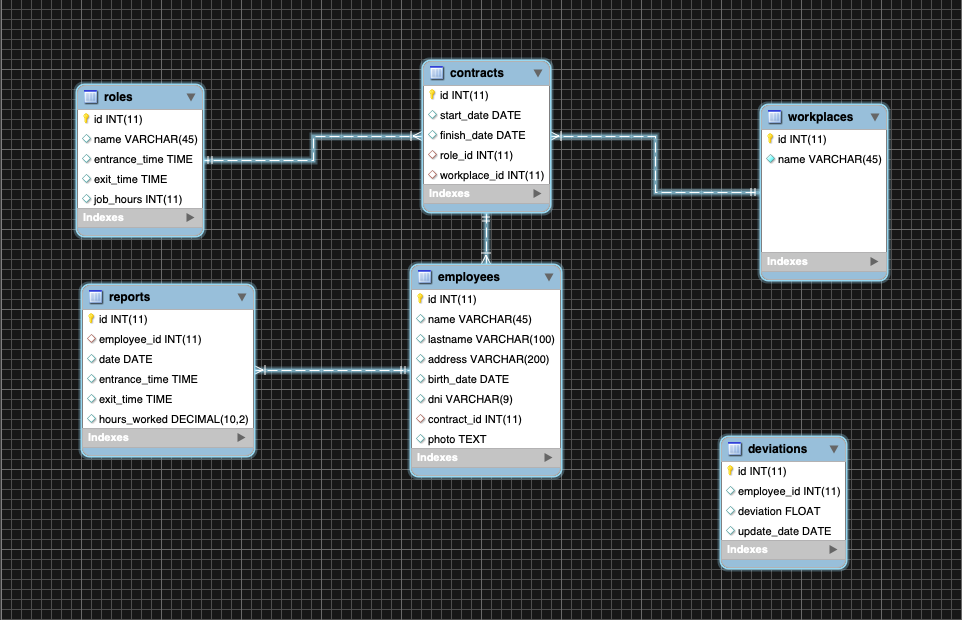 roles
id INT(11)
name VARCHAR(45)
entrance_time TIME
exit_time TIME
job_hours INT(11)
Indexes
contracts
id INT(11)
start_date DATE
finish_date DATE
role_id INT(11)
workplace_id INT(11)
Indexes
workplaces
id INT(11)
name VARCHAR(45)
Indexes
reports
id INT(11)
employee_id INT(11)
date DATE
entrance_time TIME
exit_time TIME
hours_worked DECIMAL(10,2)
Indexes
employees
id INT(11)
name VARCHAR(45)
lastname VARCHAR(100)
address VARCHAR(200)
birth_date DATE
dni VARCHAR(9)
contract_id INT(11)
photo TEXT
Indexes
deviations
id INT(11)
employee_id INT(11)
deviation FLOAT
update_date DATE
Indexes